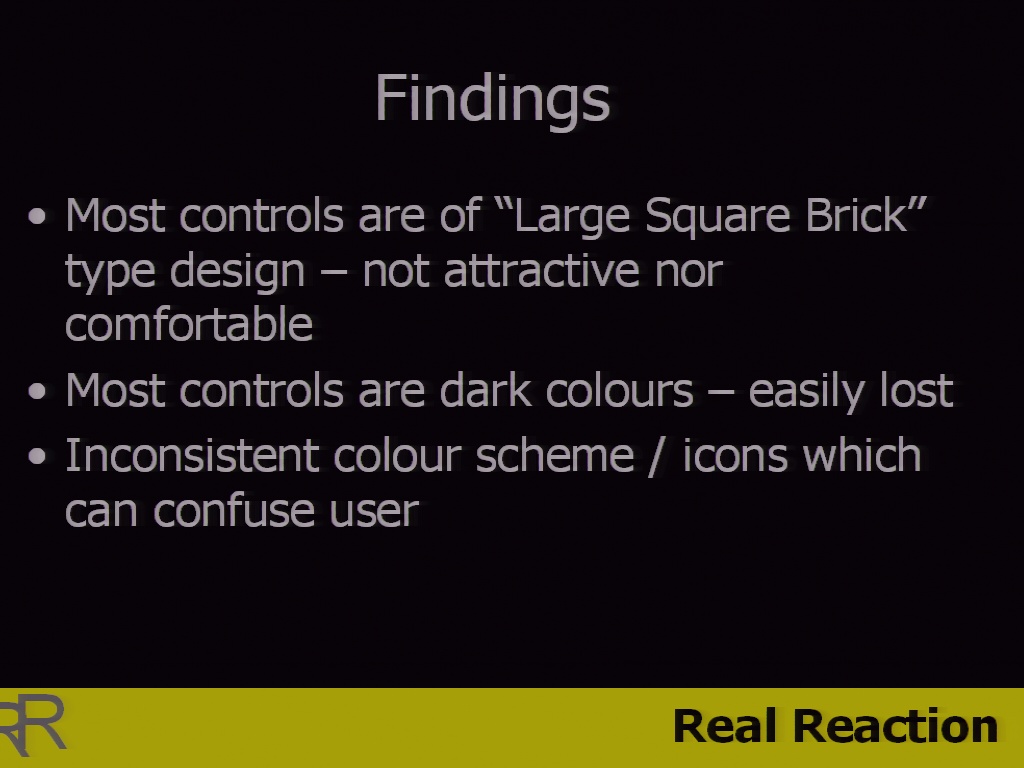 Findings
• Most controls are of “Large Square Brick”
type design – not attractive nor
comfortable
• Most controls are dark colours – easily lost
• Inconsistent colour scheme / icons which
can confuse user
RR
Real Reaction